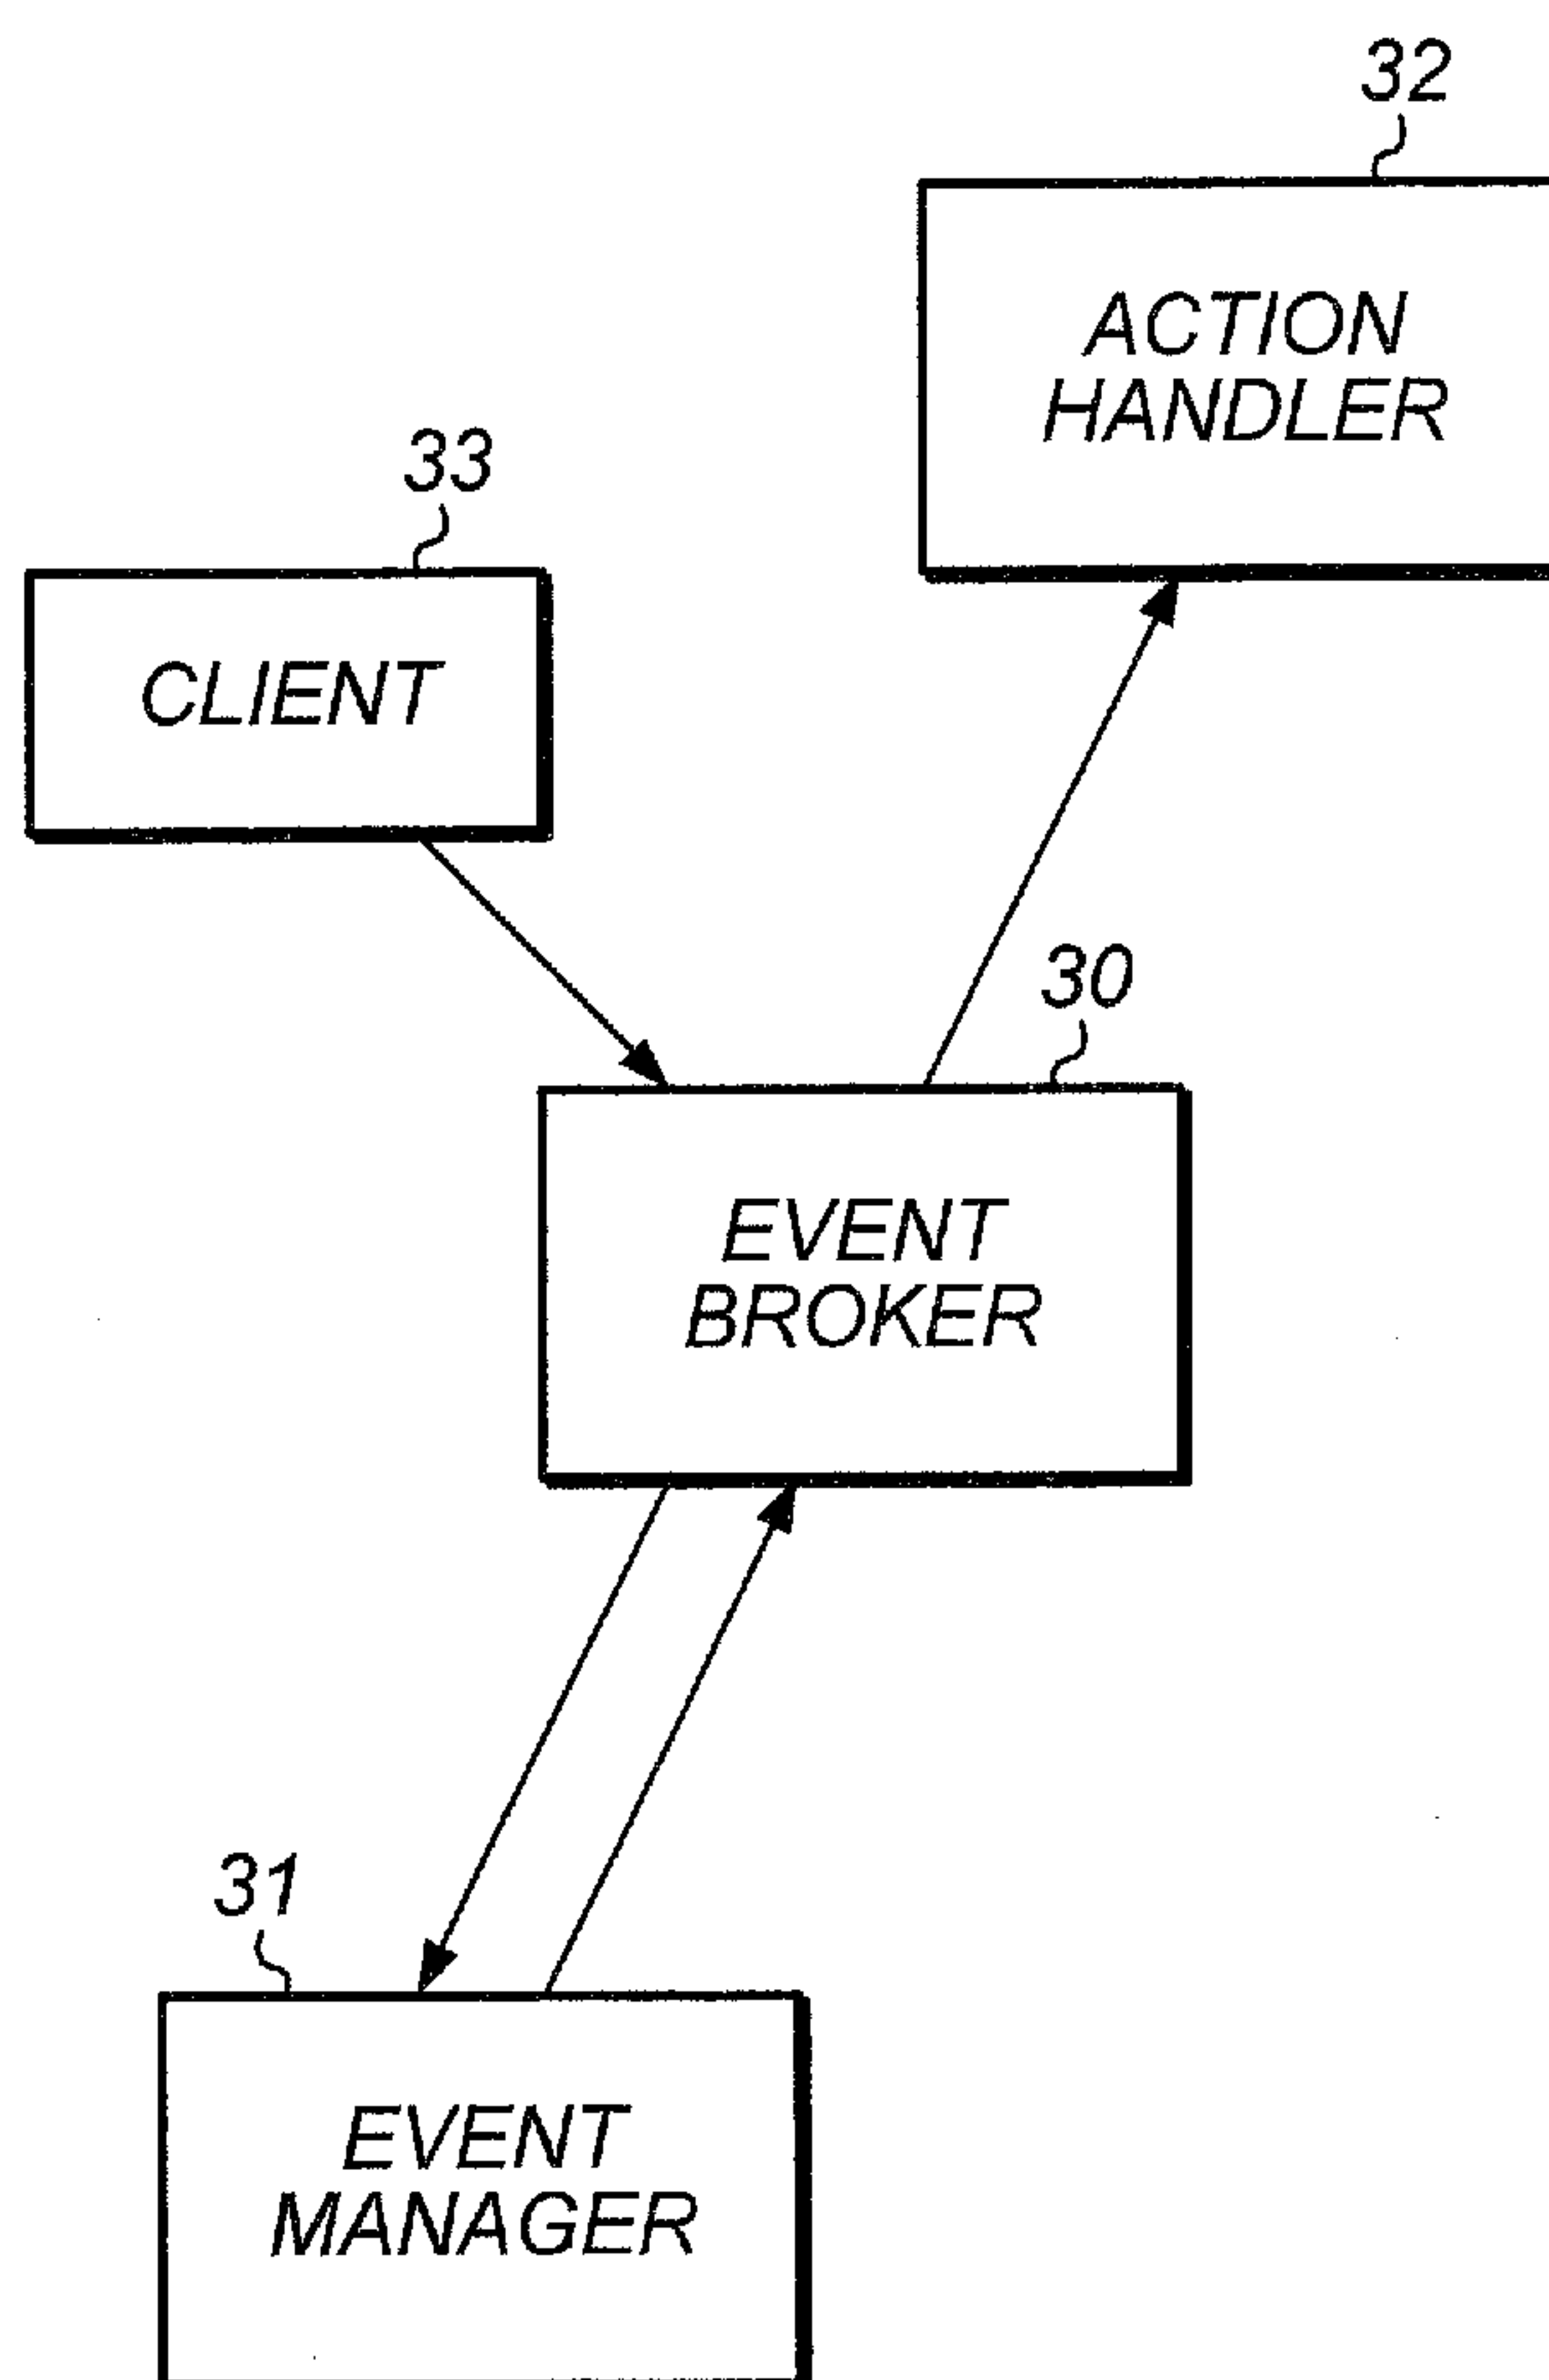 32
ACTION
HANDLER
33
CLIENT
30
EVENT
BROKER
31
EVENT
MANAGER